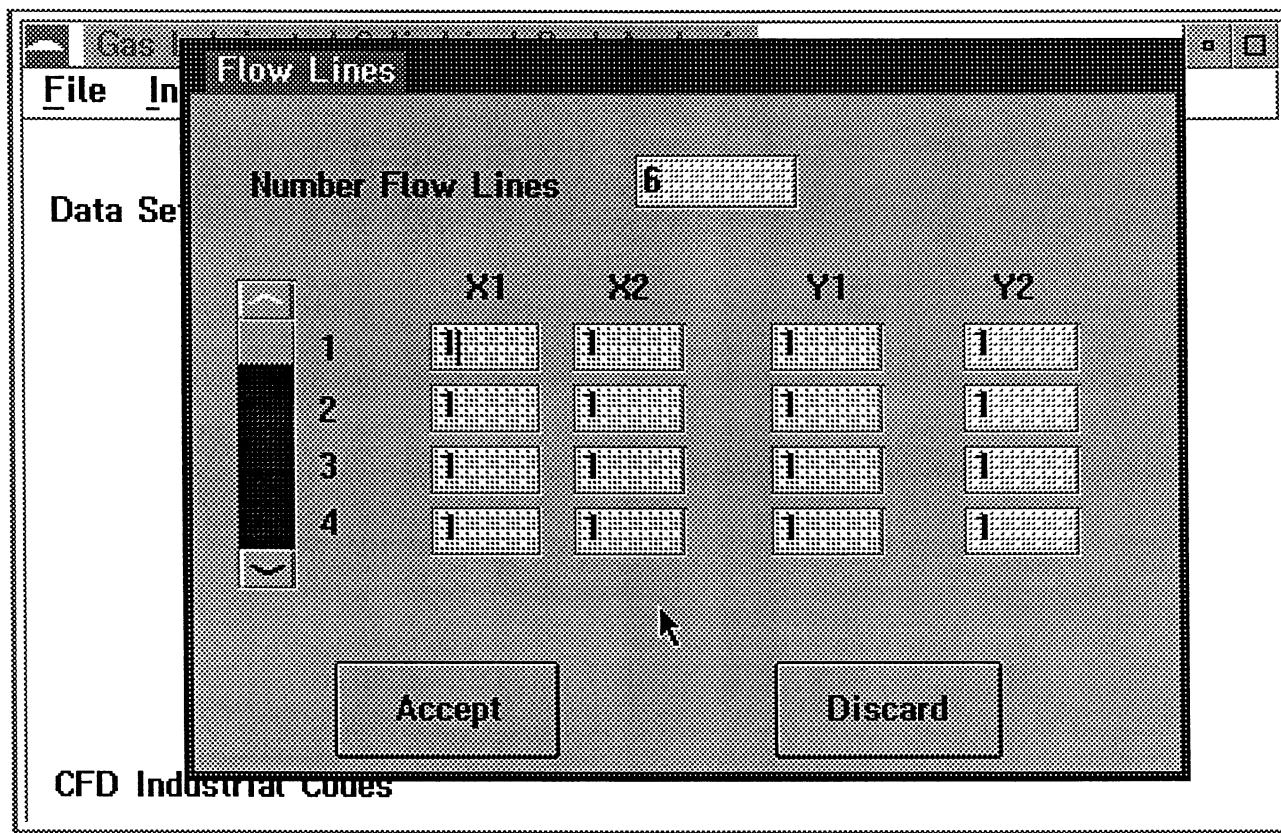 Gas
Flow Lines
File In
Number Flow Lines 6
Data Se
X1 X2 Y1 Y2
1 1 1 1 1
2 1 1 1 1
3 1 1 1 1
4 1 1 1 1
Accept Discard
CFD Industrial Codes